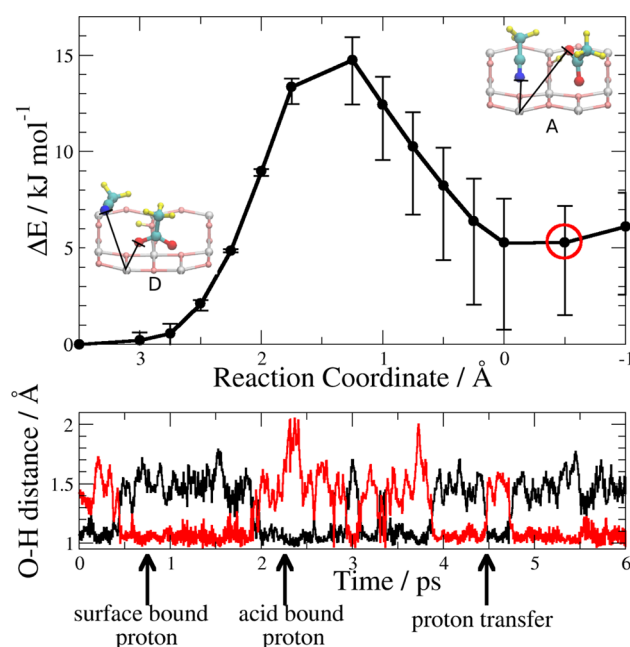 15
10
5
0
ΔE / kJ mol⁻¹
A
D
3 2 1 0 -1
Reaction Coordinate / Å
2
1.5
1
O-H distance / Å
0 1 2 3 4 5 6
Time / ps
surface bound
proton
acid bound
proton
proton transfer